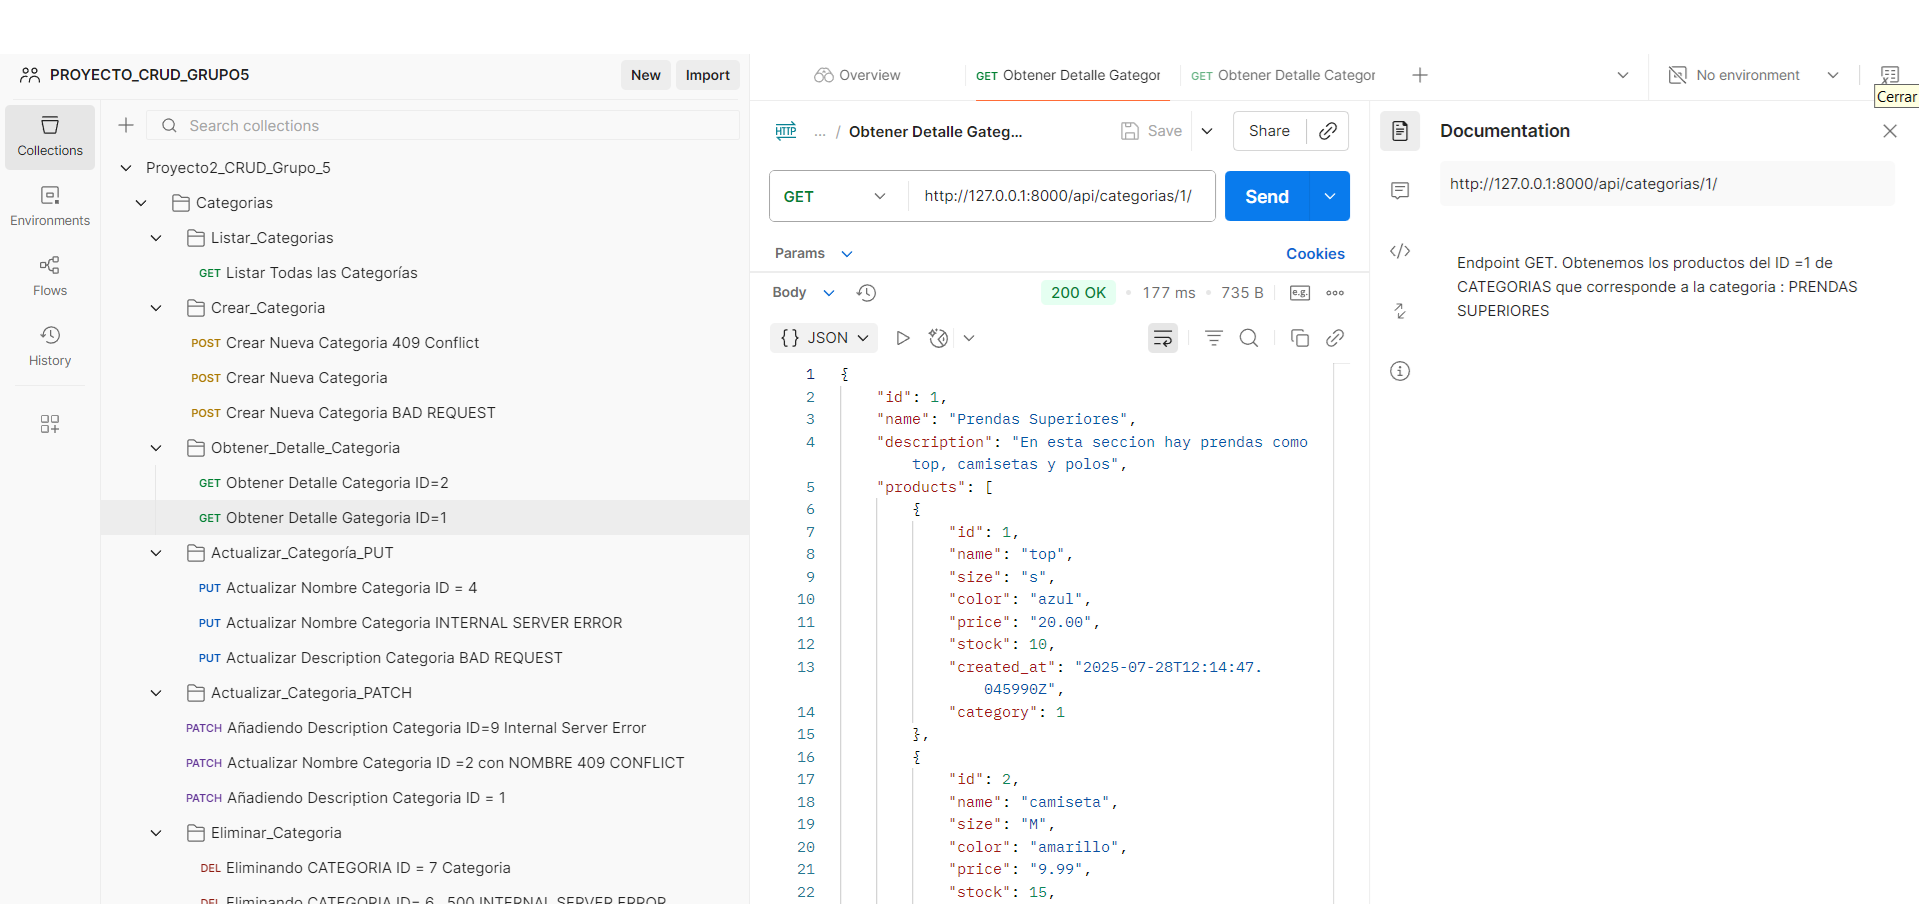 PROYECTO_CRUD_GRUPO5
New
Import
Collections
Environments
Flows
History
Search collections
Proyecto2_CRUD_Grupo_5
Categorias
Listar_Categorias
GET Listar Todas las Categorías
Crear_Categoria
POST Crear Nueva Categoria 409 Conflict
POST Crear Nueva Categoria
POST Crear Nueva Categoria BAD REQUEST
Obtener_Detalle_Categoria
GET Obtener Detalle Categoria ID=2
GET Obtener Detalle Gategoria ID=1
Actualizar_Categoría_PUT
PUT Actualizar Nombre Categoria ID = 4
PUT Actualizar Nombre Categoria INTERNAL SERVER ERROR
PUT Actualizar Description Categoria BAD REQUEST
Actualizar_Categoria_PATCH
PATCH Añadiendo Description Categoria ID=9 Internal Server Error
PATCH Actualizar Nombre Categoria ID =2 con NOMBRE 409 CONFLICT
PATCH Añadiendo Description Categoria ID = 1
Eliminar_Categoria
DEL Eliminando CATEGORIA ID = 7 Categoria
DEL Eliminando CATEGORIA ID= 6 500 INTERNAL SERVER ERROR
Overview
GET Obtener Detalle Gategor
GET Obtener Detalle Categor
No environment
Cerrar
HTTP ... / Obtener Detalle Gateg...
Save
Share
GET http://127.0.0.1:8000/api/categorias/1/
Send
Params
Cookies
Body
200 OK • 177 ms • 735 B
e.g.
{} JSON
1 {
2 "id": 1,
3 "name": "Prendas Superiores",
4 "description": "En esta seccion hay prendas como
top, camisetas y polos",
5 "products": [
6 {
7 "id": 1,
8 "name": "top",
9 "size": "s",
10 "color": "azul",
11 "price": "20.00",
12 "stock": 10,
13 "created_at": "2025-07-28T12:14:47.
045990Z",
14 "category": 1
15 },
16 {
17 "id": 2,
18 "name": "camiseta",
19 "size": "M",
20 "color": "amarillo",
21 "price": "9.99",
22 "stock": 15,
Documentation
http://127.0.0.1:8000/api/categorias/1/
Endpoint GET. Obtenemos los productos del ID =1 de
CATEGORIAS que corresponde a la categoria : PRENDAS
SUPERIORES